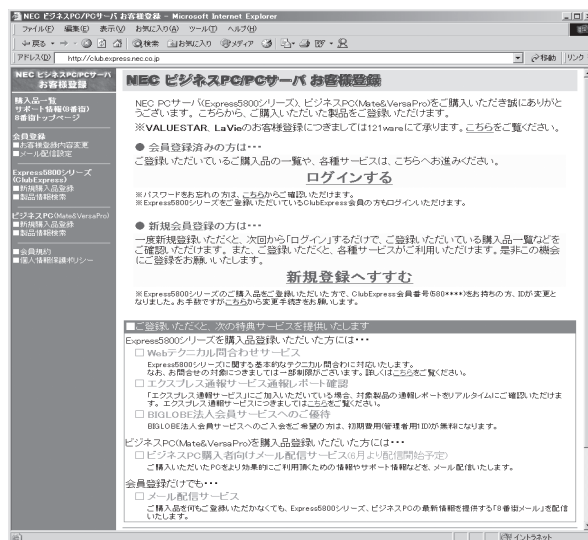 NEC ビジネスPC/PCサーバ お客様登録 - Microsoft Internet Explorer
ファイル(F) 編集(E) 表示(V) お気に入り(A) ツール(T) ヘルプ(H)
戻る 検索 お気に入り メディア
アドレス(D) http://club.express.nec.co.jp 移動 リンク
NEC ビジネスPC/PCサーバ
お客様登録
購入品一覧
サポート情報(8番街)
8番街トップページ
会員登録
■お客様登録内容変更
■メール配信設定
Express5800シリーズ
(ClubExpress)
■新規購入品登録
■製品情報検索
ビジネスPC(Mate&VersaPro)
■新規購入品登録
■製品情報検索
■会員規約
■個人情報保護ポリシー
NEC ビジネスPC/PCサーバ お客様登録
NEC PCサーバ(Express5800シリーズ)、ビジネスPC(Mate&VersaPro)をご購入いただき誠にありがと
うございます。こちらから、ご購入いただいた製品をご登録いただけます。
※VALUESTAR、LaVieのお客様登録につきましては121wareにて承ります。こちらをご覧ください。
● 会員登録済みの方は・・・
ご登録いただいているご購入品の一覧や、各種サービスは、こちらへお進みください。
ログインする
※パスワードをお忘れの方は、こちらからご確認いただけます。
※Express5800シリーズをご登録いただいているClubExpress会員の方もログインいただけます。
● 新規会員登録の方は・・・
一度新規登録いただくと、次回から「ログイン」するだけで、ご登録いただいている購入品一覧などを
ご確認いただけます。また、ご登録いただくと、各種サービスがご利用いただけます。是非この機会
にご登録をお願いいたします。
新規登録へすすむ
※Express5800シリーズのご購入品をご登録いただいた方で、ClubExpress会員番号(580****)をお持ちの方、IDが変更と
なりました。お手数ですがこちらから変更手続きをお願いします。
■ご登録いただくと、次の特典サービスを提供いたします
Express5800シリーズを購入品登録いただいた方には・・・
□ Webテクニカル問合わせサービス
Express5800シリーズに関する基本的なテクニカル問合わに対応いたします。
なお、お問合せの対象につきましては一部制限がございます。詳しくはこちらをご覧ください。
□ エクスプレス通報サービス通報レポート確認
「エクスプレス通報サービス」にご加入いただいている場合、対象製品の通報レポートをリアルタイムにご確認いただけま
す。エクスプレス通報サービスにつきましてはこちらをご覧ください。
□ BIGLOBE法人会員サービスへのご優待
BIGLOBE法人会員サービスへのご入会をご希望の方は、初期費用(管理者用1ID)が無料になります。
ビジネスPC(Mate&VersaPro)を購入品登録いただいた方には・・・
□ ビジネスPC購入者向けメール配信サービス(6月より配信開始予定)
ご購入いただいたPCをより効果的にご利用頂くための情報やサポート情報などを、メール配信いたします。
会員登録だけでも・・・
□ メール配信サービス
ご購入品を何もご登録いただかなくても、Express5800シリーズ、ビジネスPCの最新情報を提供する「8番街メール」を配信
いたします。
イントラネット